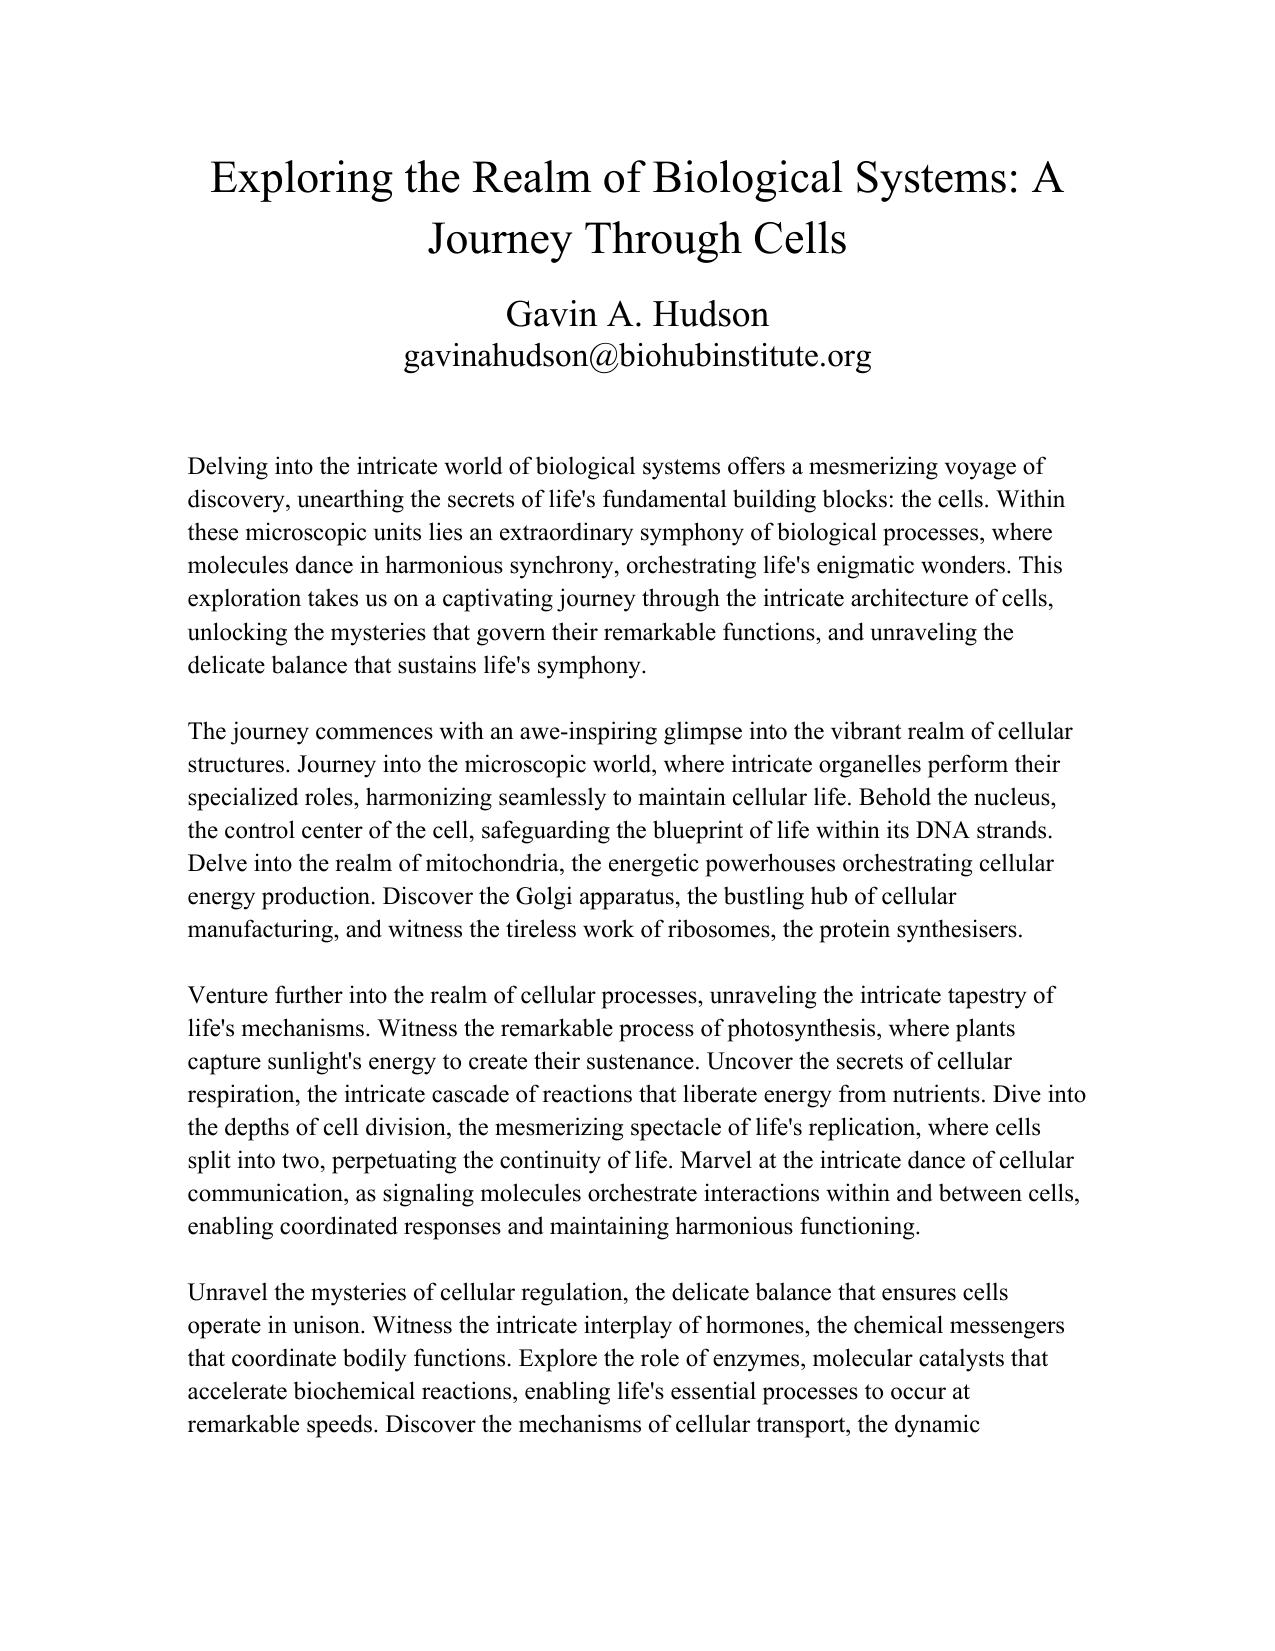 Exploring the Realm of Biological Systems: A
Journey Through Cells
Gavin A. Hudson
gavinahudson@biohubinstitute.org
Delving into the intricate world of biological systems offers a mesmerizing voyage of
discovery, unearthing the secrets of life's fundamental building blocks: the cells. Within
these microscopic units lies an extraordinary symphony of biological processes, where
molecules dance in harmonious synchrony, orchestrating life's enigmatic wonders. This
exploration takes us on a captivating journey through the intricate architecture of cells,
unlocking the mysteries that govern their remarkable functions, and unraveling the
delicate balance that sustains life's symphony.
The journey commences with an awe-inspiring glimpse into the vibrant realm of cellular
structures. Journey into the microscopic world, where intricate organelles perform their
specialized roles, harmonizing seamlessly to maintain cellular life. Behold the nucleus,
the control center of the cell, safeguarding the blueprint of life within its DNA strands.
Delve into the realm of mitochondria, the energetic powerhouses orchestrating cellular
energy production. Discover the Golgi apparatus, the bustling hub of cellular
manufacturing, and witness the tireless work of ribosomes, the protein synthesisers.
Venture further into the realm of cellular processes, unraveling the intricate tapestry of
life's mechanisms. Witness the remarkable process of photosynthesis, where plants
capture sunlight's energy to create their sustenance. Uncover the secrets of cellular
respiration, the intricate cascade of reactions that liberate energy from nutrients. Dive into
the depths of cell division, the mesmerizing spectacle of life's replication, where cells
split into two, perpetuating the continuity of life. Marvel at the intricate dance of cellular
communication, as signaling molecules orchestrate interactions within and between cells,
enabling coordinated responses and maintaining harmonious functioning.
Unravel the mysteries of cellular regulation, the delicate balance that ensures cells
operate in unison. Witness the intricate interplay of hormones, the chemical messengers
that coordinate bodily functions. Explore the role of enzymes, molecular catalysts that
accelerate biochemical reactions, enabling life's essential processes to occur at
remarkable speeds. Discover the mechanisms of cellular transport, the dynamic